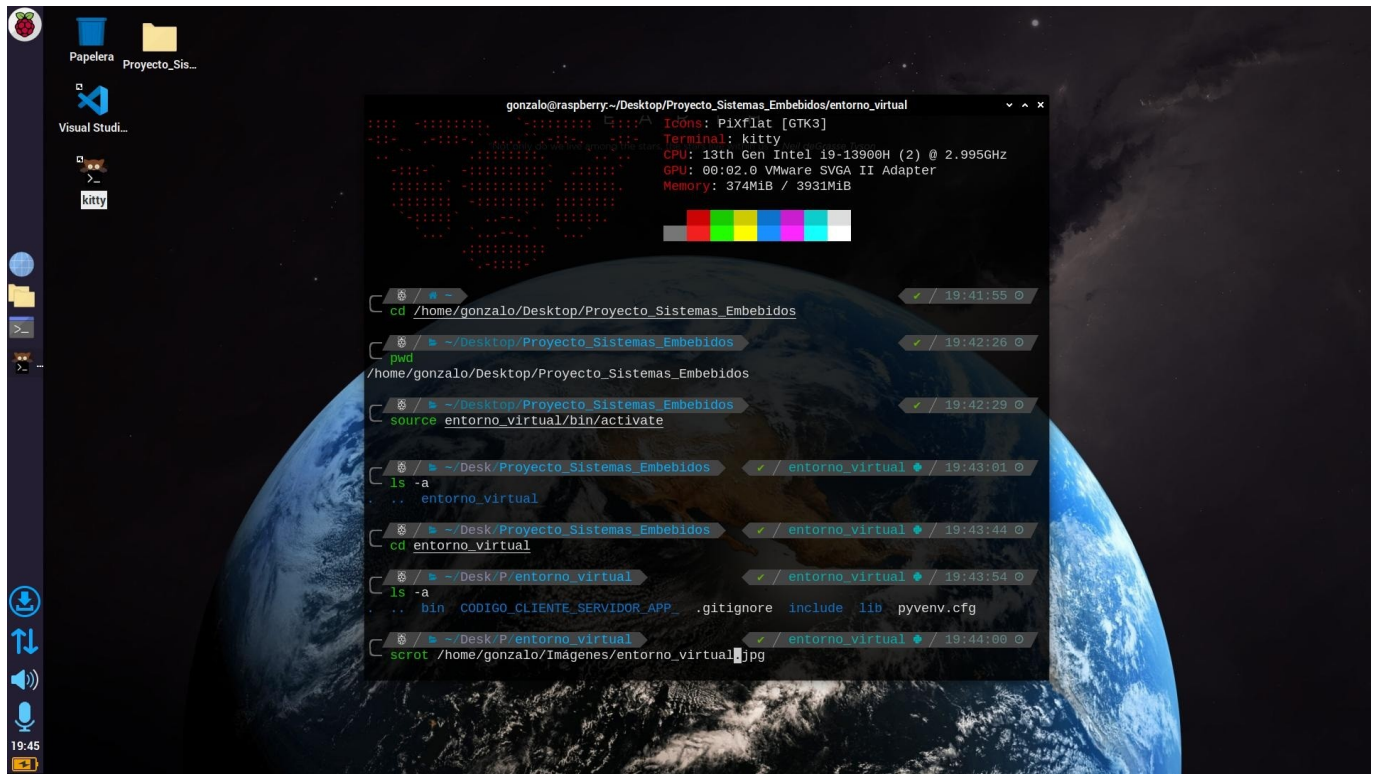 Papelera
Proyecto_Sis...
Visual Studi...
kitty
gonzalo@raspberry:~/Desktop/Proyecto_Sistemas_Embebidos/entorno_virtual
Icons: PiXflat [GTK3]
Terminal: kitty
CPU: 13th Gen Intel i9-13900H (2) @ 2.995GHz
GPU: 00:02.0 VMware SVGA II Adapter
Memory: 374MiB / 3931MiB
~ 19:41:55
cd /home/gonzalo/Desktop/Proyecto_Sistemas_Embebidos
~/Desktop/Proyecto_Sistemas_Embebidos 19:42:26
pwd
/home/gonzalo/Desktop/Proyecto_Sistemas_Embebidos
~/Desktop/Proyecto_Sistemas_Embebidos 19:42:29
source entorno_virtual/bin/activate
~/Desk/Proyecto_Sistemas_Embebidos entorno_virtual 19:43:01
ls -a
. .. entorno_virtual
~/Desk/Proyecto_Sistemas_Embebidos entorno_virtual 19:43:44
cd entorno_virtual
~/Desk/P/entorno_virtual entorno_virtual 19:43:54
ls -a
. .. bin CODIGO_CLIENTE_SERVIDOR_APP_ .gitignore include lib pyvenv.cfg
~/Desk/P/entorno_virtual entorno_virtual 19:44:00
scrot /home/gonzalo/Imágenes/entorno_virtual.jpg
19:45